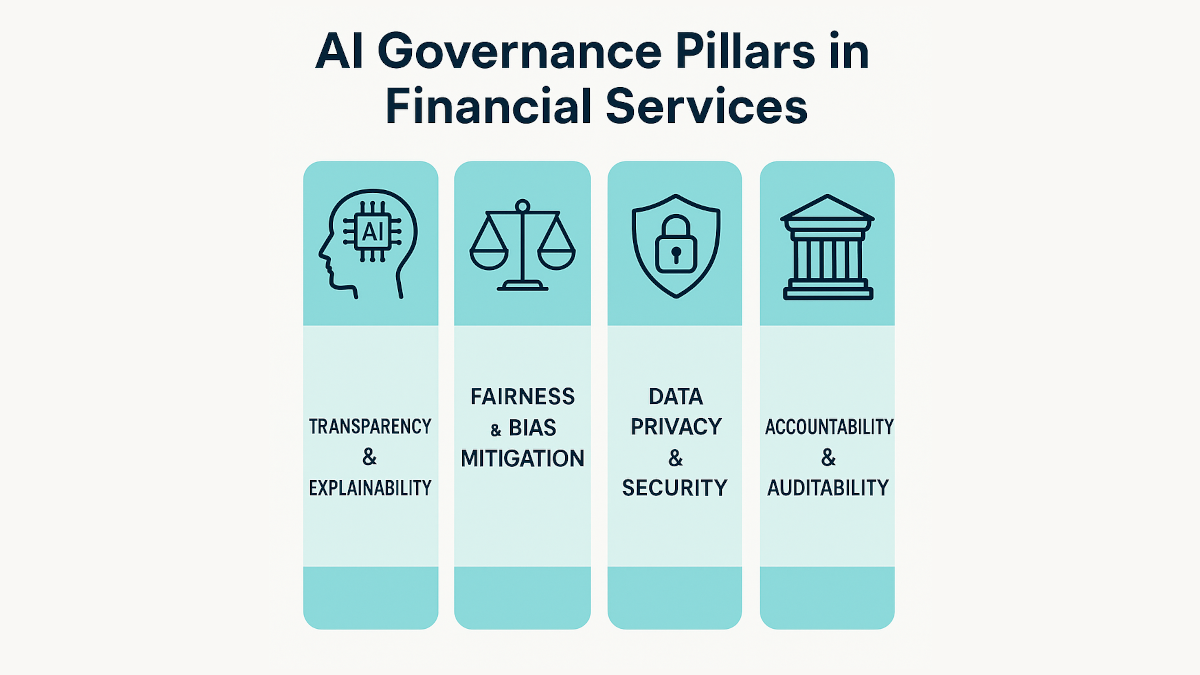 AI Governance Pillars in
Financial Services
AI
TRANSPARENCY
&
EXPLAINABILITY
FAIRNESS
& BIAS
MITIGATION
DATA
PRIVACY
&
SECURITY
ACCOUNTABILITY
&
AUDITABILITY